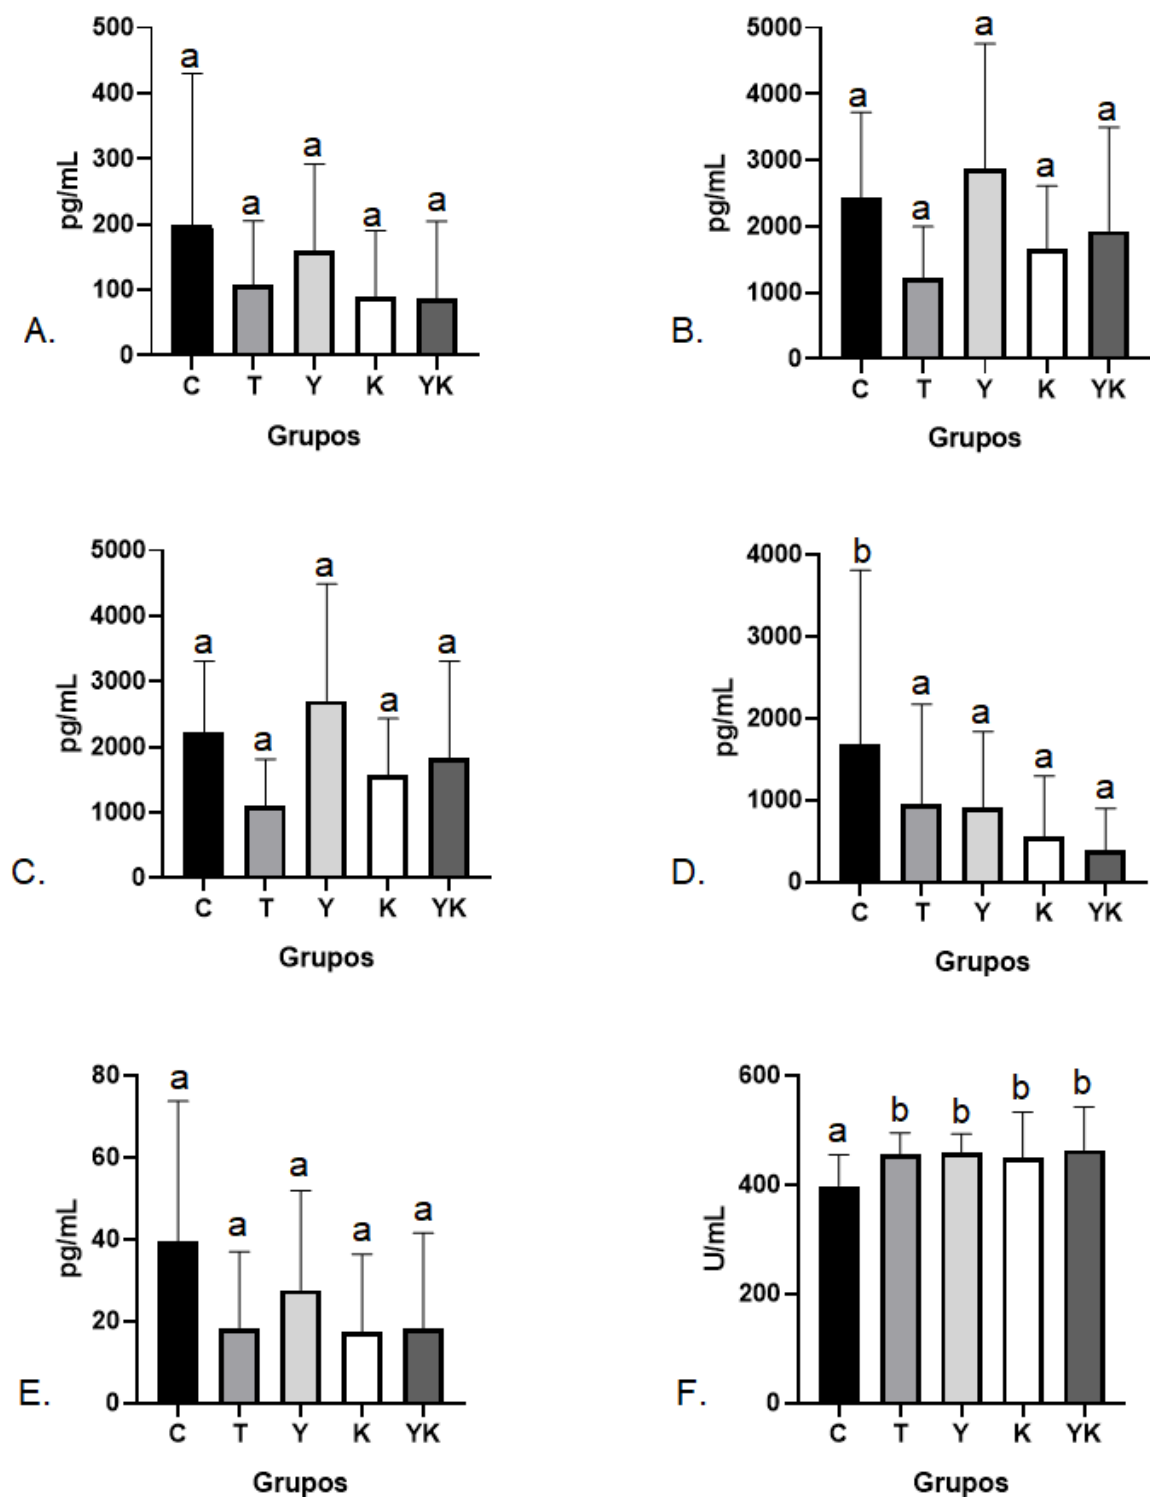 A.
pg/mL
500
400
300
200
100
0
a a a a a
C T Y K YK
Grupos
B.
pg/mL
5000
4000
3000
2000
1000
0
a a a a a
C T Y K YK
Grupos
C.
pg/mL
5000
4000
3000
2000
1000
0
a a a a a
C T Y K YK
Grupos
D.
pg/mL
4000
3000
2000
1000
0
b a a a a
C T Y K YK
Grupos
E.
pg/mL
80
60
40
20
0
a a a a a
C T Y K YK
Grupos
F.
U/mL
600
400
200
0
a b b b b
C T Y K YK
Grupos